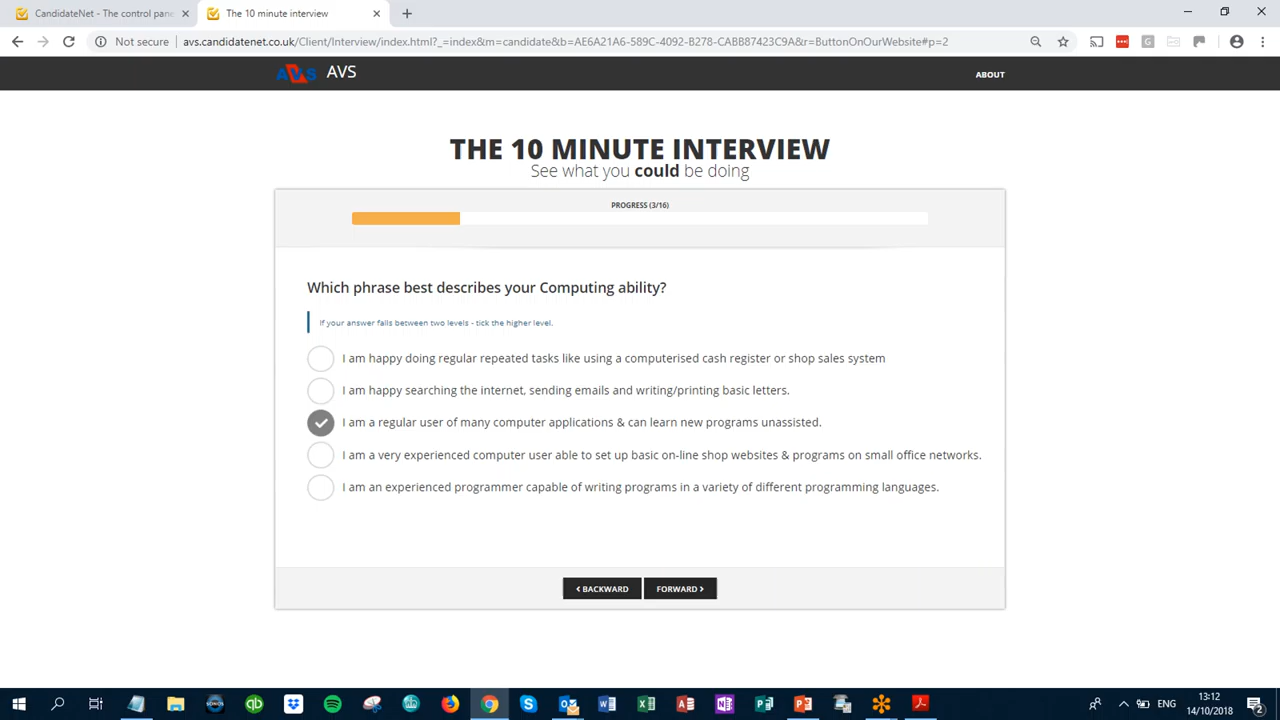 CandidateNet - The control pane
The 10 minute interview
Not secure
avs.candidatenet.co.uk/Client/Interview/index.html?_=index&m=candidate&b=AE6A21A6-589C-4092-B278-CABB87423C9A&r=ButtonOnOurWebsite#p=2
AVS AVS
ABOUT
THE 10 MINUTE INTERVIEW
See what you could be doing
PROGRESS (3/16)
Which phrase best describes your Computing ability?
If your answer falls between two levels - tick the higher level.
I am happy doing regular repeated tasks like using a computerised cash register or shop sales system
I am happy searching the internet, sending emails and writing/printing basic letters.
I am a regular user of many computer applications & can learn new programs unassisted.
I am a very experienced computer user able to set up basic on-line shop websites & programs on small office networks.
I am an experienced programmer capable of writing programs in a variety of different programming languages.
BACKWARD
FORWARD
SONOS
ENG
13:12
14/10/2018
2